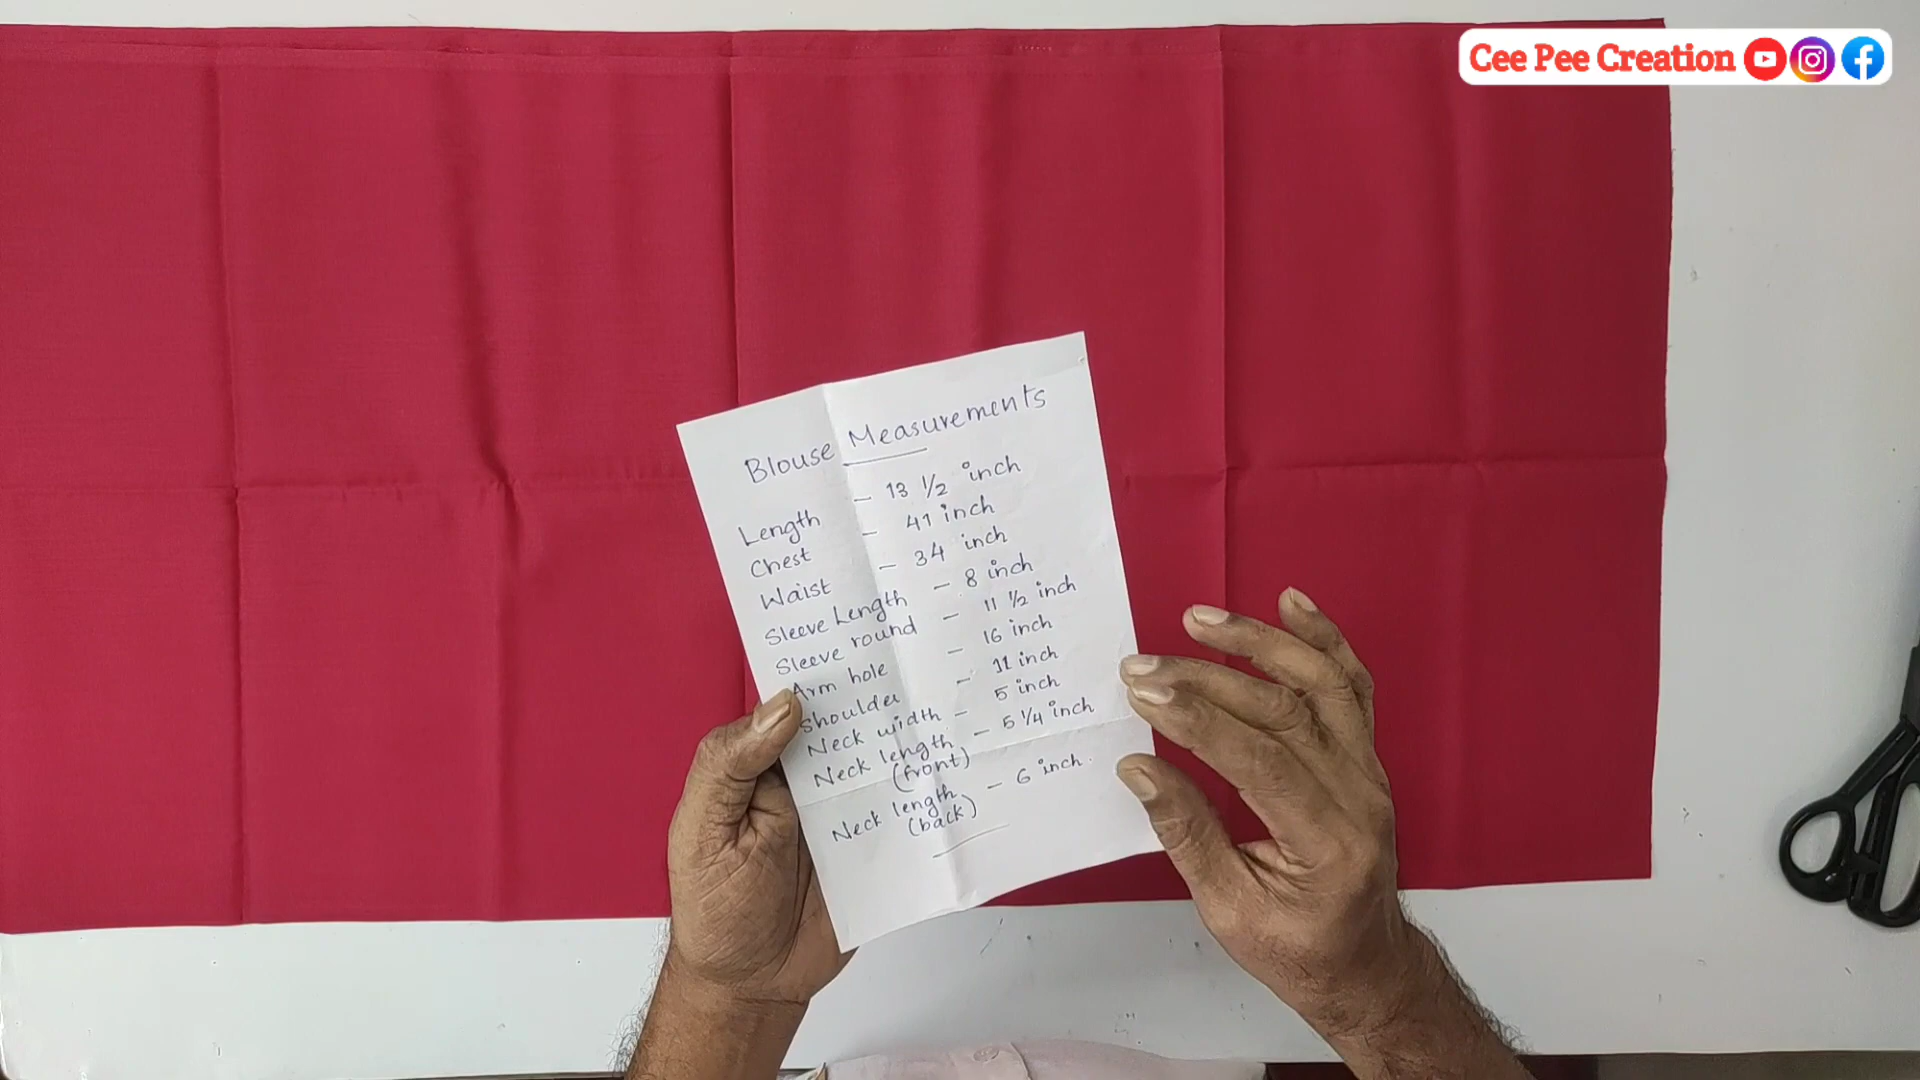 Cee Pee Creation
Blouse Measurements
Length - 13 1/2 inch
Chest - 41 inch
Waist - 34 inch
Sleeve Length - 8 inch
Sleeve round - 11 1/2 inch
Arm hole - 16 inch
Shoulder - 11 inch
Neck width - 5 inch
Neck length - 5 1/4 inch
(front)
Neck length - 6 inch.
(back)